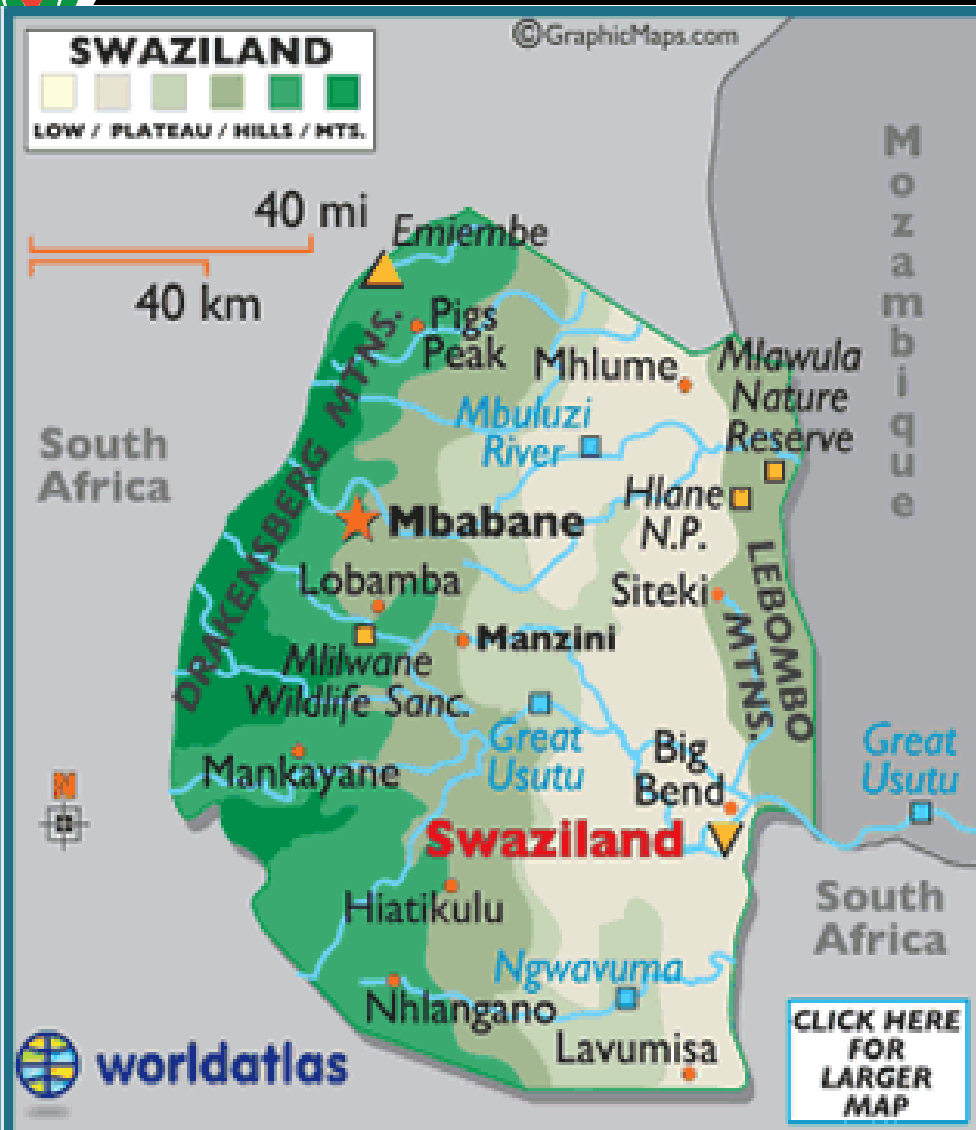 ©GraphicMaps.com
SWAZILAND
LOW / PLATEAU / HILLS / MTS.
40 mi
40 km
Emiembe
Pigs
Peak
Mhlume
Mlawula
Nature
Reserve
Mozambique
Mbuluzi
River
South
Africa
DRAKENSBERG MTNS.
Hlane
N.P.
Mbabane
Lobamba
Siteki
LEBOMBO
MTNS.
Manzini
Mlilwane
Wildlife Sanc.
Great
Usutu
Big
Bend
Great
Usutu
Mankayane
N
Swaziland
Hiatikulu
South
Africa
Ngwavuma
Nhlangano
Lavumisa
worldatlas
CLICK HERE
FOR
LARGER
MAP